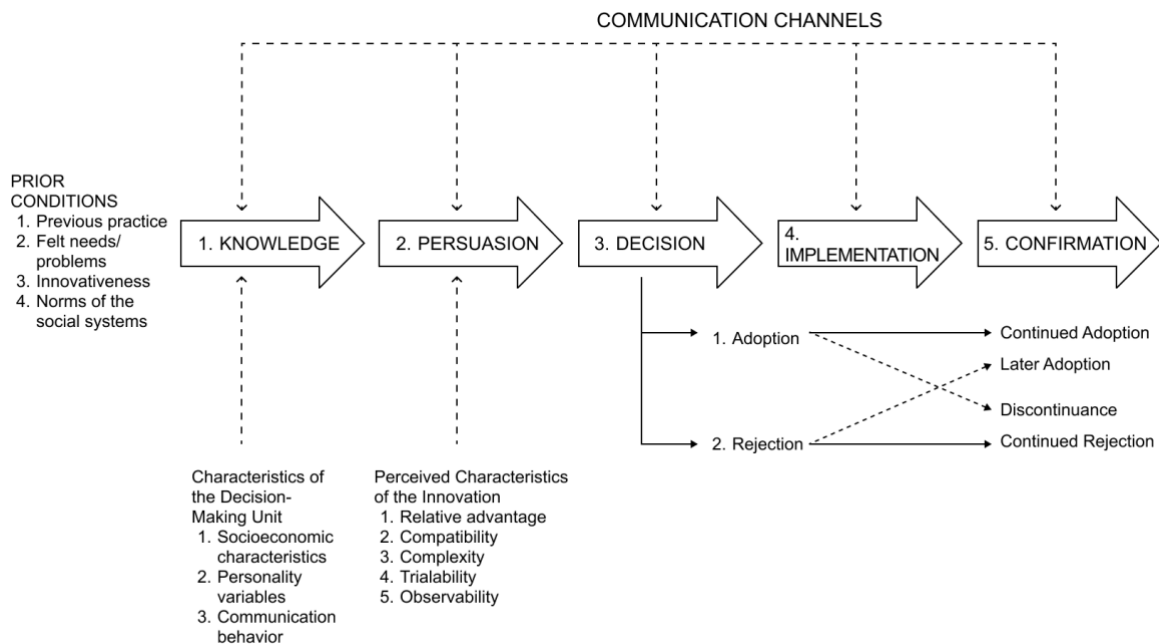 COMMUNICATION CHANNELS
PRIOR
CONDITIONS
1. Previous practice
2. Felt needs/
problems
3. Innovativeness
4. Norms of the
social systems
1. KNOWLEDGE
2. PERSUASION
3. DECISION
4.
IMPLEMENTATION
5. CONFIRMATION
1. Adoption
2. Rejection
Continued Adoption
Later Adoption
Discontinuance
Continued Rejection
Characteristics of
the Decision-
Making Unit
1. Socioeconomic
characteristics
2. Personality
variables
3. Communication
behavior
Perceived Characteristics
of the Innovation
1. Relative advantage
2. Compatibility
3. Complexity
4. Trialability
5. Observability